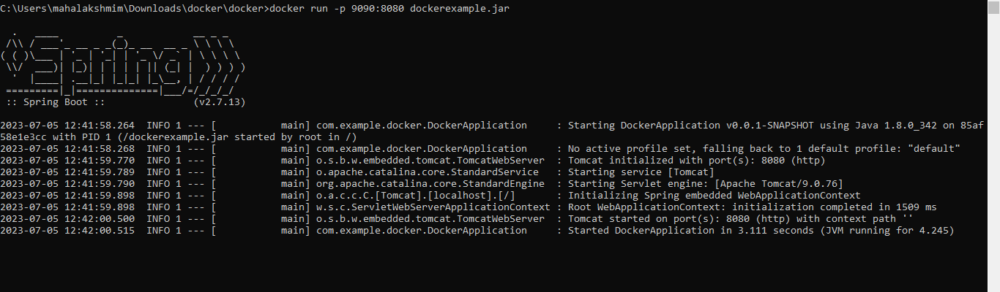 C:\Users\mahalakshmim\Downloads\docker\docker>docker run -p 9090:8080 dockerexample.jar

  .   ____          _            __ _ _
 /\\ / ___'_ __ _ _(_)_ __  __ _ \ \ \ \
( ( )\___ | '_ | '_| | '_ \/ _` | \ \ \ \
 \\/  ___)| |_)| | | | | || (_| |  ) ) ) )
  '  |____| .__|_| |_|_| |_\__, | / / / /
 =========|_|==============|___/=/_/_/_/
 :: Spring Boot ::               (v2.7.13)

2023-07-05 12:41:58.264  INFO 1 --- [           main] com.example.docker.DockerApplication     : Starting DockerApplication v0.0.1-SNAPSHOT using Java 1.8.0_342 on 85af
58e1e3cc with PID 1 (/dockerexample.jar started by root in /)
2023-07-05 12:41:58.268  INFO 1 --- [           main] com.example.docker.DockerApplication     : No active profile set, falling back to 1 default profile: "default"
2023-07-05 12:41:59.770  INFO 1 --- [           main] o.s.b.w.embedded.tomcat.TomcatWebServer  : Tomcat initialized with port(s): 8080 (http)
2023-07-05 12:41:59.789  INFO 1 --- [           main] o.apache.catalina.core.StandardService   : Starting service [Tomcat]
2023-07-05 12:41:59.790  INFO 1 --- [           main] org.apache.catalina.core.StandardEngine  : Starting Servlet engine: [Apache Tomcat/9.0.76]
2023-07-05 12:41:59.898  INFO 1 --- [           main] o.a.c.c.C.[Tomcat].[localhost].[/]       : Initializing Spring embedded WebApplicationContext
2023-07-05 12:41:59.898  INFO 1 --- [           main] w.s.c.ServletWebServerApplicationContext : Root WebApplicationContext: initialization completed in 1509 ms
2023-07-05 12:42:00.500  INFO 1 --- [           main] o.s.b.w.embedded.tomcat.TomcatWebServer  : Tomcat started on port(s): 8080 (http) with context path ''
2023-07-05 12:42:00.515  INFO 1 --- [           main] com.example.docker.DockerApplication     : Started DockerApplication in 3.111 seconds (JVM running for 4.245)